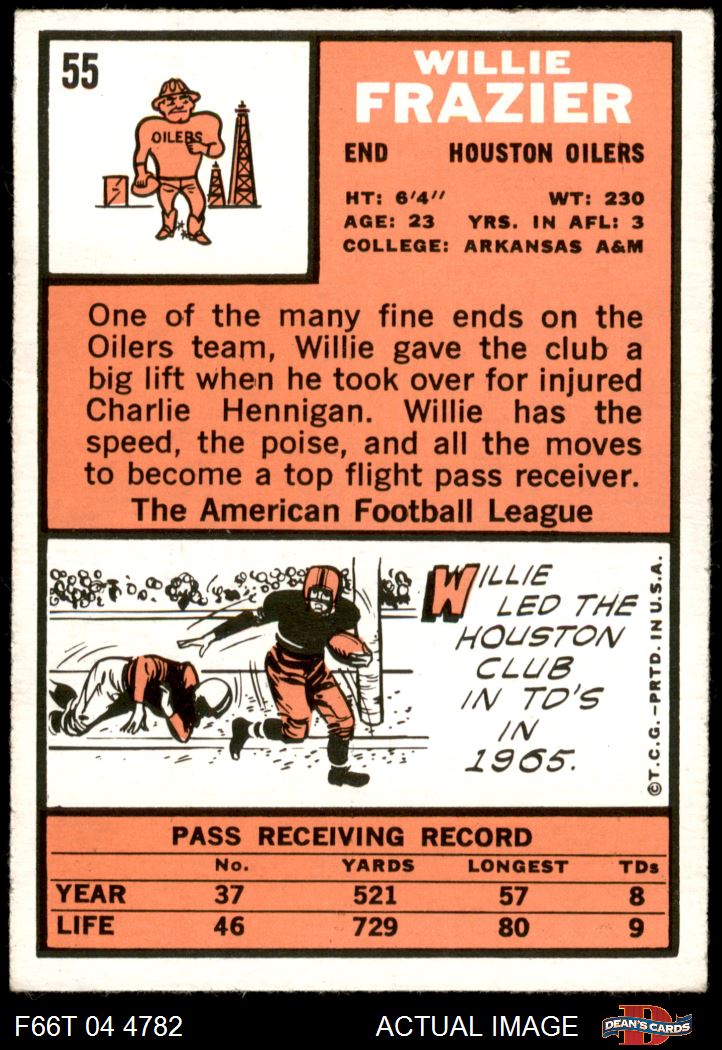 55
OILERS
WILLIE
FRAZIER
END HOUSTON OILERS
HT: 6'4'' WT: 230
AGE: 23 YRS. IN AFL: 3
COLLEGE: ARKANSAS A&M
One of the many fine ends on the
Oilers team, Willie gave the club a
big lift when he took over for injured
Charlie Hennigan. Willie has the
speed, the poise, and all the moves
to become a top flight pass receiver.
The American Football League
WILLIE
LED THE
HOUSTON
CLUB
IN TD'S
IN
1965.
©T.C.G.–PRTD. IN U.S.A.
PASS RECEIVING RECORD
No. YARDS LONGEST TDs
YEAR 37 521 57 8
LIFE 46 729 80 9
F66T 04 4782 ACTUAL IMAGE
D
DEAN'S CARDS